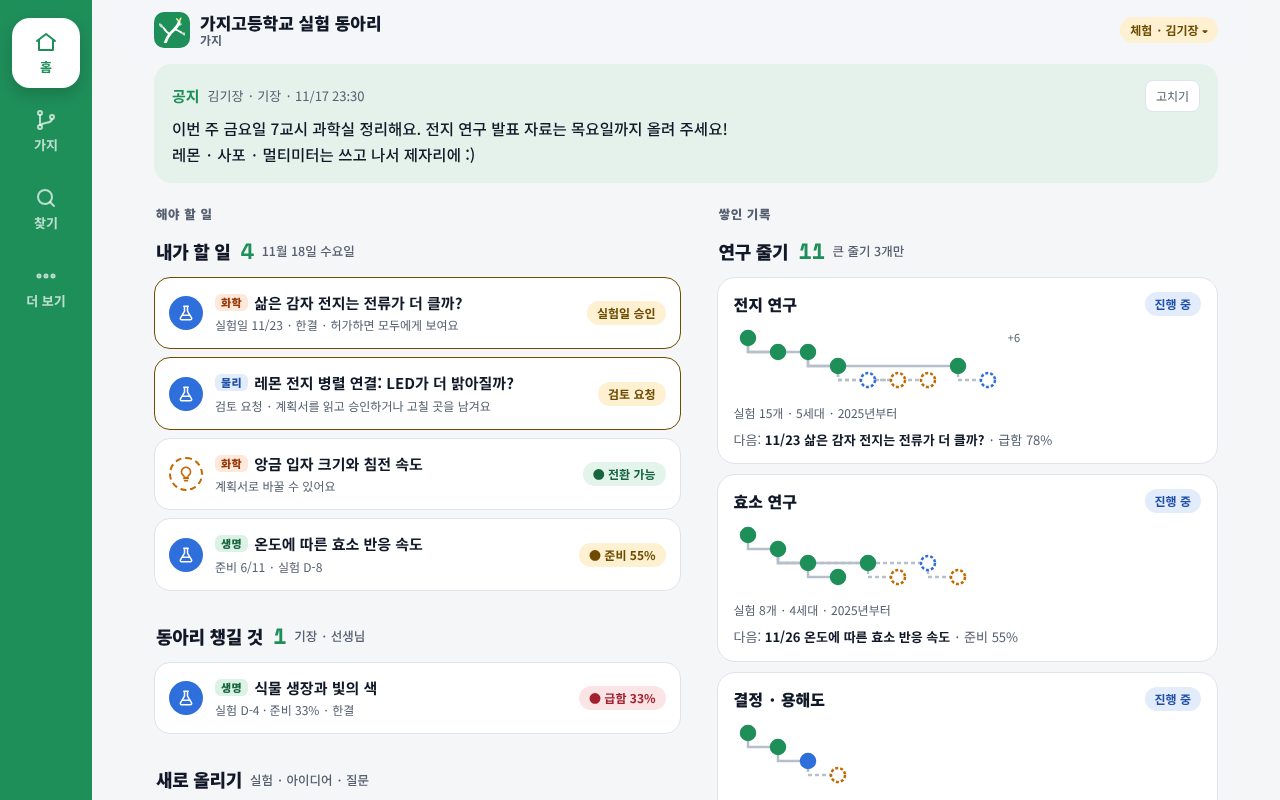 홈
가지
찾기
더 보기
가지고등학교 실험 동아리
가지
체험 · 김기장
공지 김기장 · 기장 · 11/17 23:30
고치기
이번 주 금요일 7교시 과학실 정리해요. 전지 연구 발표 자료는 목요일까지 올려 주세요!
레몬 · 사포 · 멀티미터는 쓰고 나서 제자리에 :)
해야 할 일
내가 할 일 4 11월 18일 수요일
화학 삶은 감자 전지는 전류가 더 클까?
실험일 11/23 · 한결 · 허가하면 모두에게 보여요
실험일 승인
물리 레몬 전지 병렬 연결: LED가 더 밝아질까?
검토 요청 · 계획서를 읽고 승인하거나 고칠 곳을 남겨요
검토 요청
화학 앙금 입자 크기와 침전 속도
계획서로 바꿀 수 있어요
전환 가능
생명 온도에 따른 효소 반응 속도
준비 6/11 · 실험 D-8
준비 55%
동아리 챙길 것 1 기장 · 선생님
생명 식물 생장과 빛의 색
실험 D-4 · 준비 33% · 한결
급함 33%
새로 올리기 실험 · 아이디어 · 질문
쌓인 기록
연구 줄기 11 큰 줄기 3개만
전지 연구
진행 중
+6
실험 15개 · 5세대 · 2025년부터
다음: 11/23 삶은 감자 전지는 전류가 더 클까? · 급함 78%
효소 연구
진행 중
실험 8개 · 4세대 · 2025년부터
다음: 11/26 온도에 따른 효소 반응 속도 · 준비 55%
결정 · 용해도
진행 중